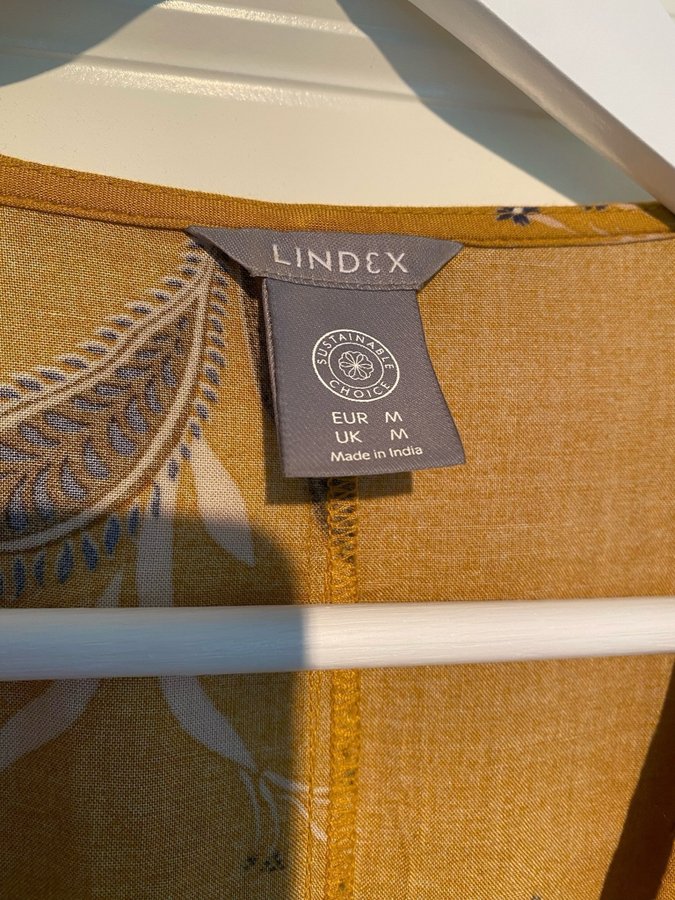 LINDEX
SUSTAINABLE
CHOICE
EUR M
UK M
Made in India